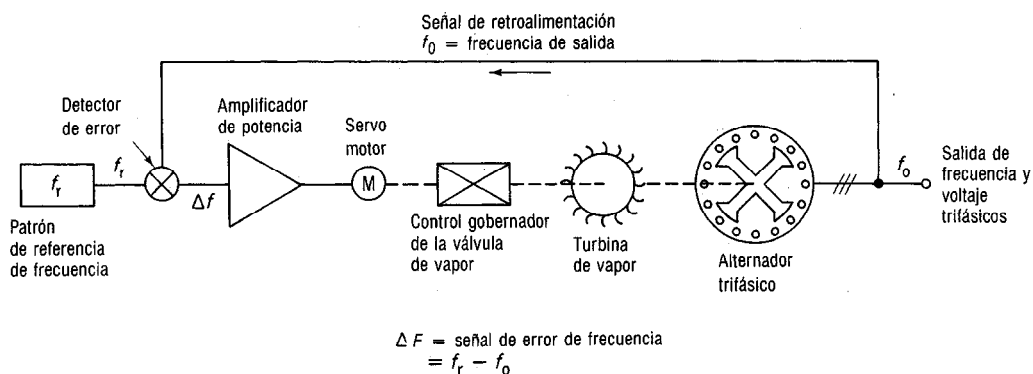 Señal de retroalimentación
f₀ = frecuencia de salida
Detector
de error
Amplificador
de potencia
Servo
motor
fᵣ
fᵣ
Δf
M
fₒ
Salida de
frecuencia y
voltaje
trifásicos
Patrón
de referencia
de frecuencia
Control gobernador
de la válvula
de vapor
Turbina
de vapor
Alternador
trifásico
Δ F = señal de error de frecuencia
= fᵣ − fₒ